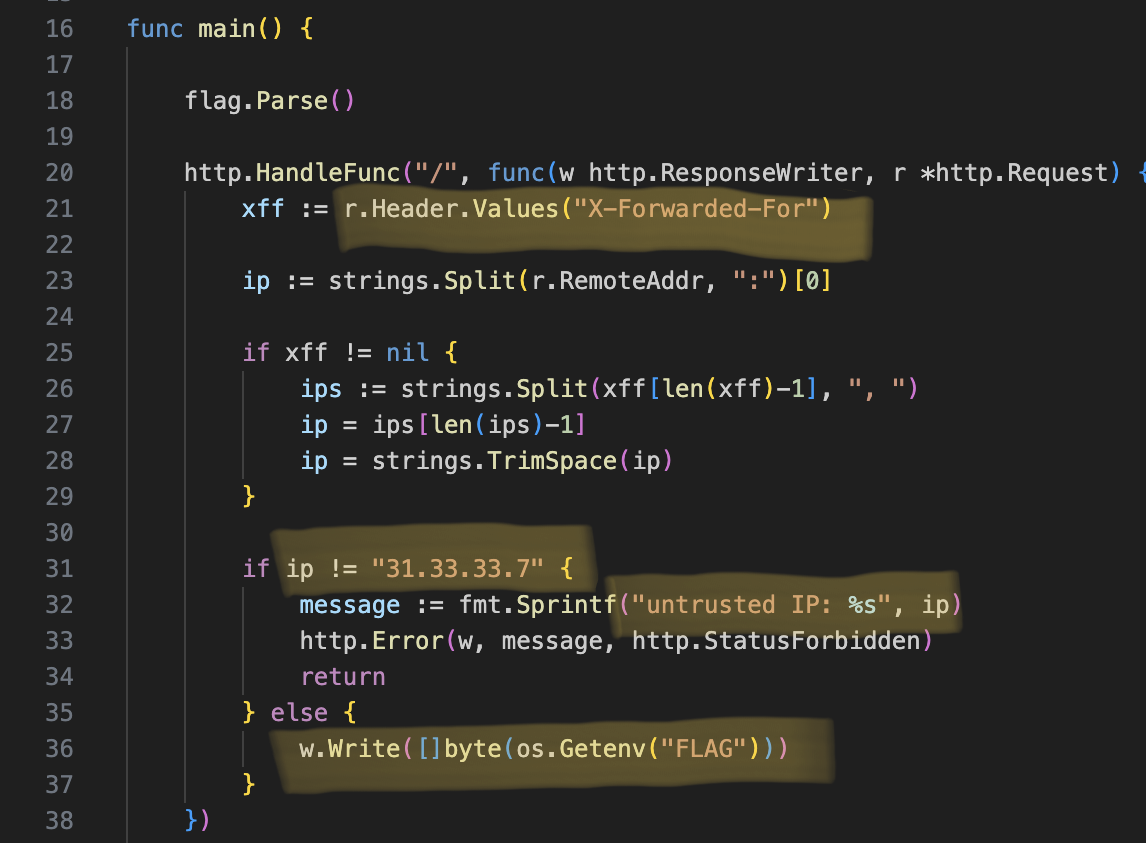 16 func main() {
17
18 flag.Parse()
19
20 http.HandleFunc("/", func(w http.ResponseWriter, r *http.Request) {
21 xff := r.Header.Values("X-Forwarded-For")
22
23 ip := strings.Split(r.RemoteAddr, ":")[0]
24
25 if xff != nil {
26 ips := strings.Split(xff[len(xff)-1], ", ")
27 ip = ips[len(ips)-1]
28 ip = strings.TrimSpace(ip)
29 }
30
31 if ip != "31.33.33.7" {
32 message := fmt.Sprintf("untrusted IP: %s", ip)
33 http.Error(w, message, http.StatusForbidden)
34 return
35 } else {
36 w.Write([]byte(os.Getenv("FLAG")))
37 }
38 })